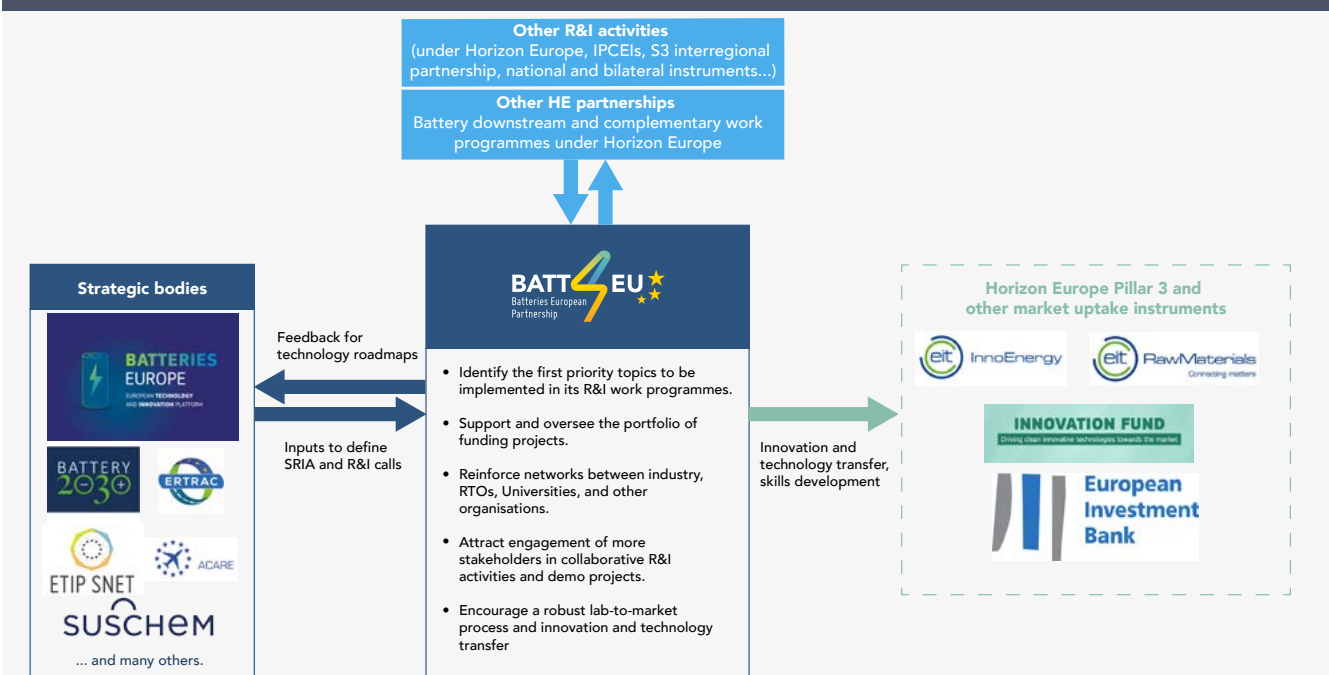 Other R&I activities
(under Horizon Europe, IPCEIs, S3 interregional
partnership, national and bilateral instruments...)
Other HE partnerships
Battery downstream and complementary work
programmes under Horizon Europe
Strategic bodies
BATTERIES
EUROPE
EUROPEAN TECHNOLOGY
AND INNOVATION PLATFORM
BATTERY
2030+
ERTRAC
ETIP SNET
ACARE
SUSCHEM
... and many others.
Feedback for
technology roadmaps
Inputs to define
SRIA and R&I calls
BATT4EU
Batteries European
Partnership
• Identify the first priority topics to be
implemented in its R&I work programmes.
• Support and oversee the portfolio of
funding projects.
• Reinforce networks between industry,
RTOs, Universities, and other
organisations.
• Attract engagement of more
stakeholders in collaborative R&I
activities and demo projects.
• Encourage a robust lab-to-market
process and innovation and technology
transfer
Innovation and
technology transfer,
skills development
Horizon Europe Pillar 3 and
other market uptake instruments
eit InnoEnergy
eit RawMaterials
Connecting matters
INNOVATION FUND
Driving clean innovative technologies towards the market
European
Investment
Bank